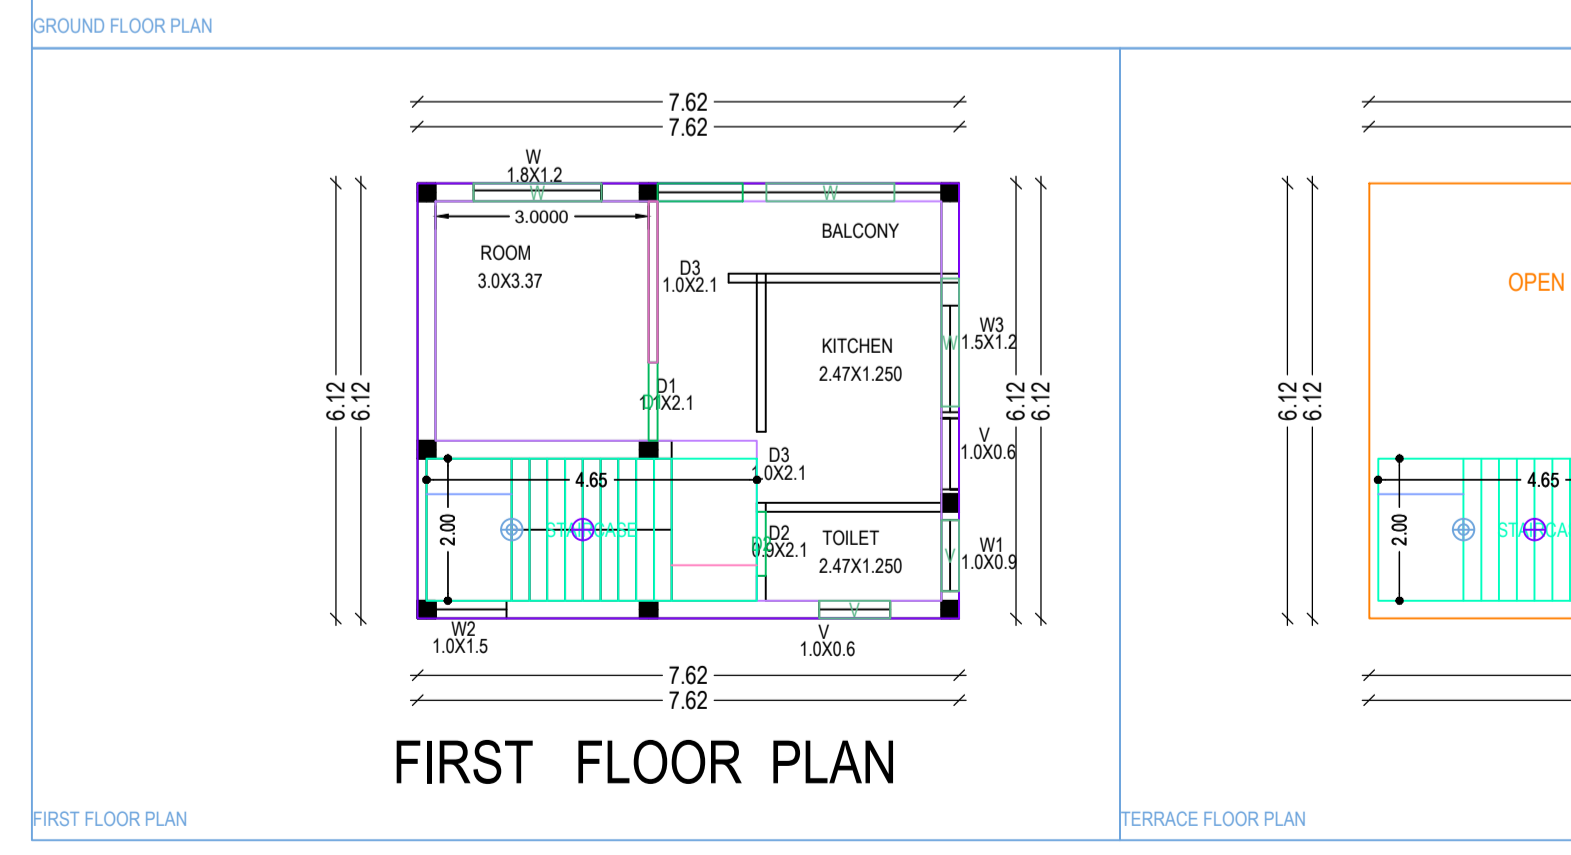 GROUND FLOOR PLAN
7.62
7.62
W
1.8X1.2
W
W
3.0000
ROOM
3.0X3.37
BALCONY
D3
1.0X2.1
OPEN
W3
1.5X1.2
W
KITCHEN
2.47X1.250
6.12
6.12
D1
1.1X2.1
6.12
6.12
6.12
6.12
V
1.0X0.6
D3
1.0X2.1
4.65
4.65
2.00
STAIRCASE
2.00
D2
0.9X2.1
TOILET
2.47X1.250
W1
1.0X0.9
V
V
W2
1.0X1.5
V
1.0X0.6
7.62
7.62
FIRST FLOOR PLAN
FIRST FLOOR PLAN
TERRACE FLOOR PLAN